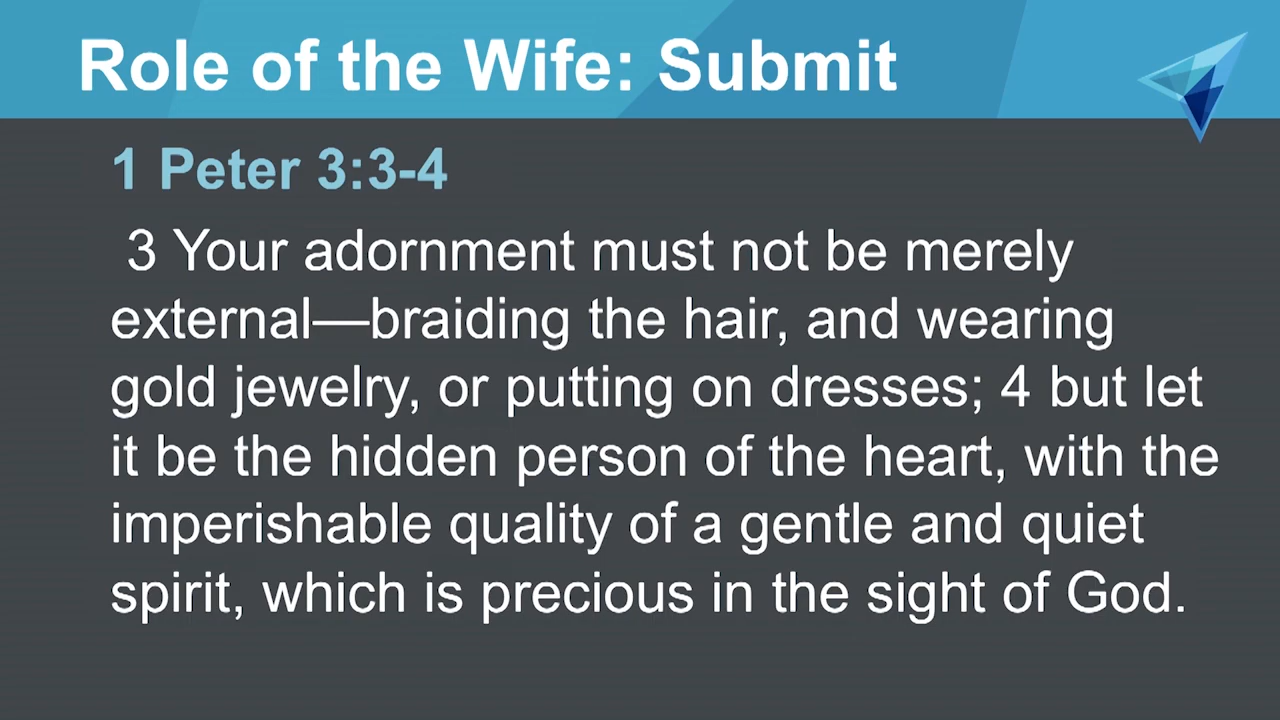 Role of the Wife: Submit
1 Peter 3:3-4
3 Your adornment must not be merely
external—braiding the hair, and wearing
gold jewelry, or putting on dresses; 4 but let
it be the hidden person of the heart, with the
imperishable quality of a gentle and quiet
spirit, which is precious in the sight of God.